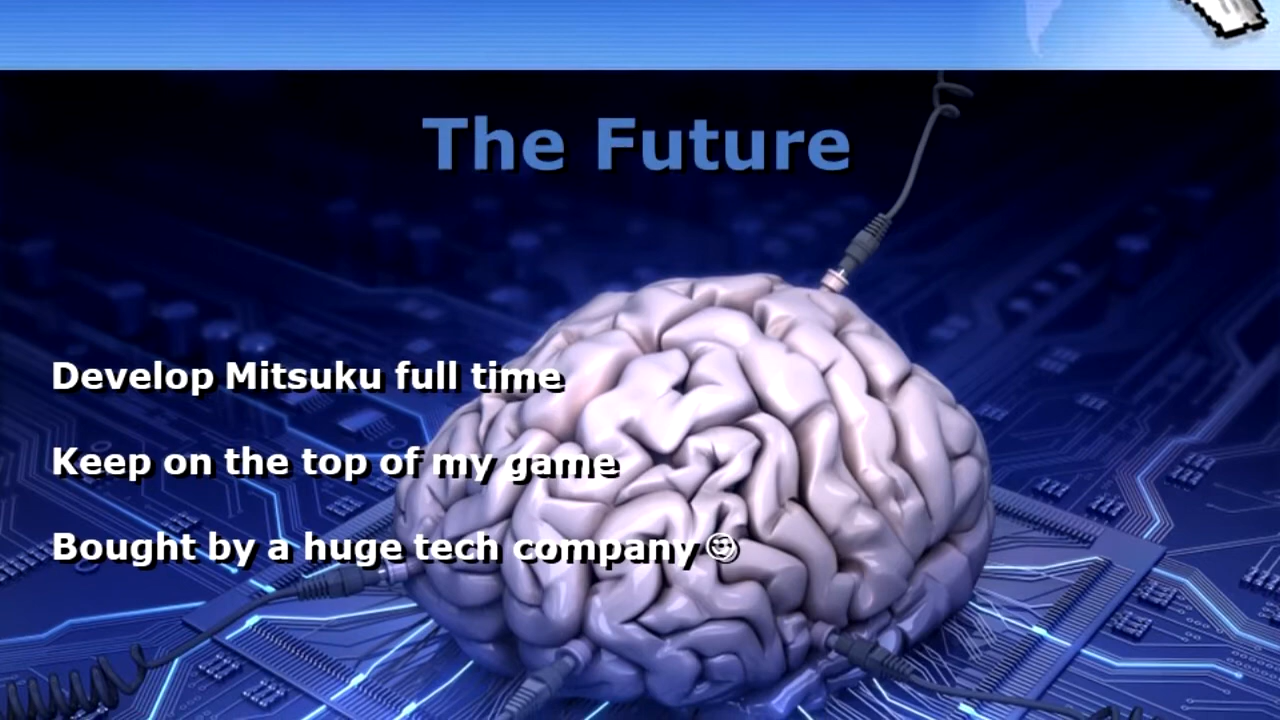 The Future
Develop Mitsuku full time
Keep on the top of my game
Bought by a huge tech company☺